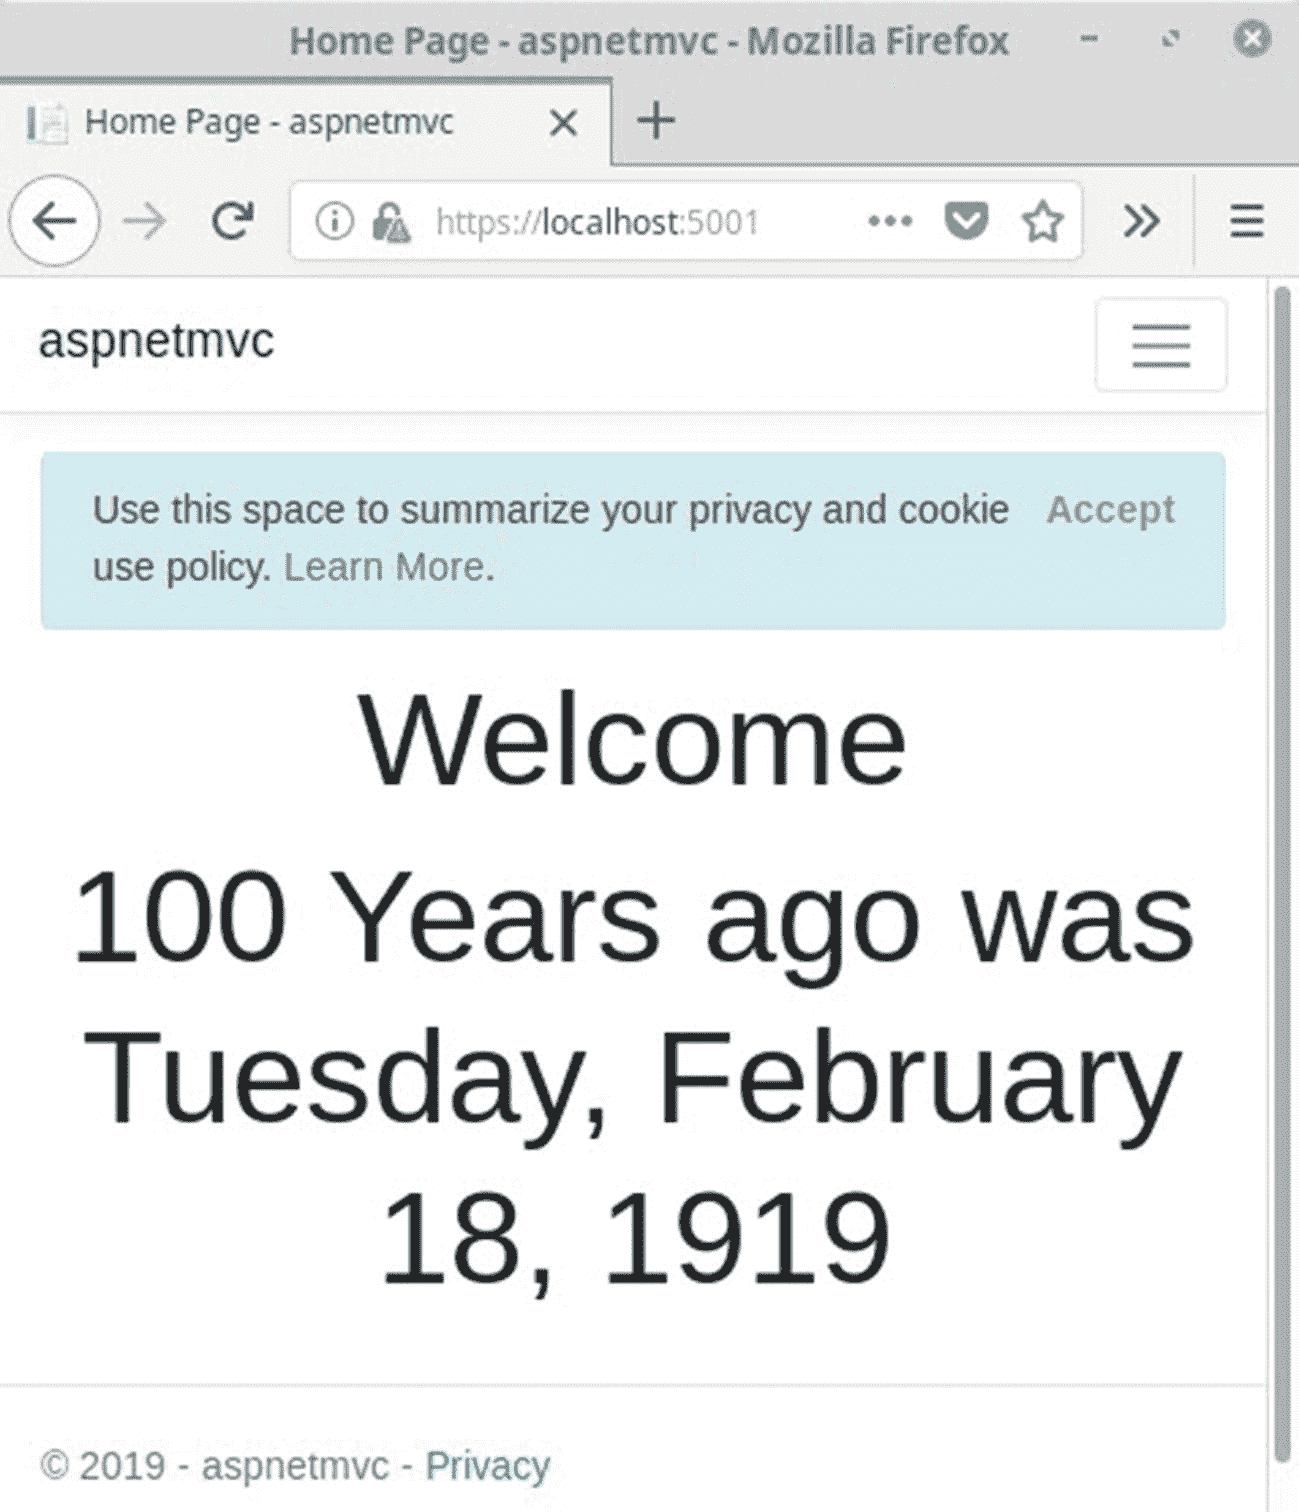 Home Page - aspnetmvc - Mozilla Firefox
Home Page - aspnetmvc
https://localhost:5001
aspnetmvc
Use this space to summarize your privacy and cookie Accept
use policy. Learn More.
Welcome
100 Years ago was
Tuesday, February
18, 1919
© 2019 - aspnetmvc - Privacy